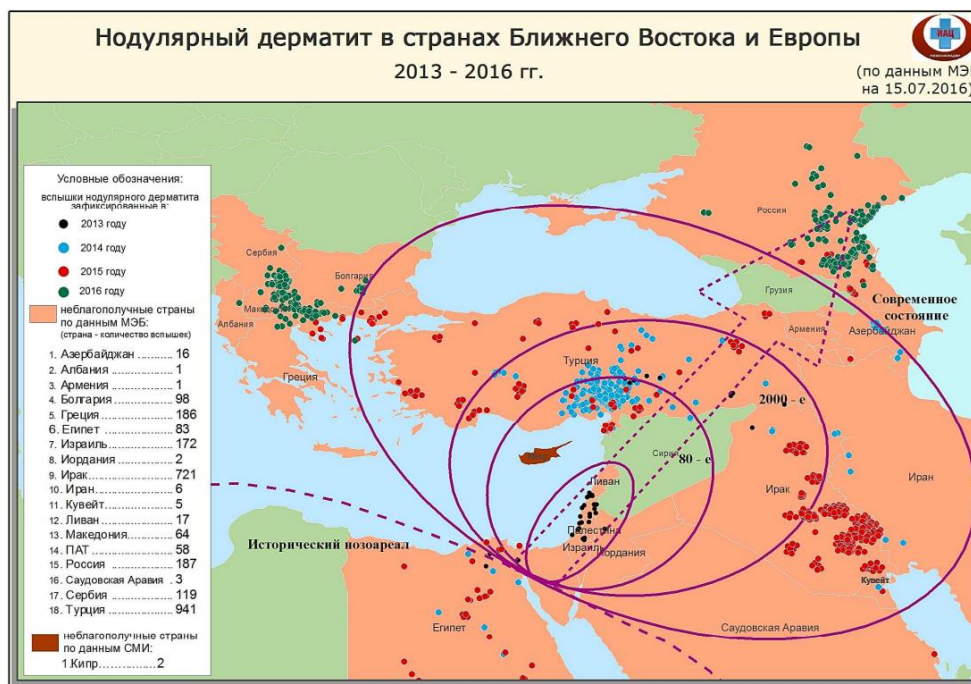 Нодулярный дерматит в странах Ближнего Востока и Европы
2013 - 2016 гг.
ИАЦ
(по данным МЭ
на 15.07.2016)
Условные обозначения:
вспышки нодулярного дерматита
зафиксированные в:
2013 году
2014 году
2015 году
2016 году
неблагополучные страны
по данным МЭБ:
(страна - количество вспышек)
1. Азербайджан ........... 16
2. Албания .................... 1
3. Армения .................... 1
4. Болгария .................. 98
5. Греция ..................... 186
6. Египет ...................... 83
7. Израиль ................... 172
8. Иордания ................. 2
9. Ирак ......................... 721
10. Иран ....................... 6
11. Кувейт .................... 5
12. Ливан ..................... 17
13. Македония ............. 64
14. ПАТ ........................ 58
15. Россия .................... 187
16. Саудовская Аравия . 3
17. Сербия ................... 119
18. Турция ................... 941
неблагополучные страны
по данным СМИ:
1.Кипр...............2
Россия
Сербия
Болгария
Албания
Греция
Грузия
Современное
состояние
Армения
Азербайджан
Турция
2000 - е
Сирия
80 - е
Ливан
Ирак
Иран
Палестина
Израиль
Иордания
Исторический нозоареал
Кувейт
Египет
Саудовская Аравия